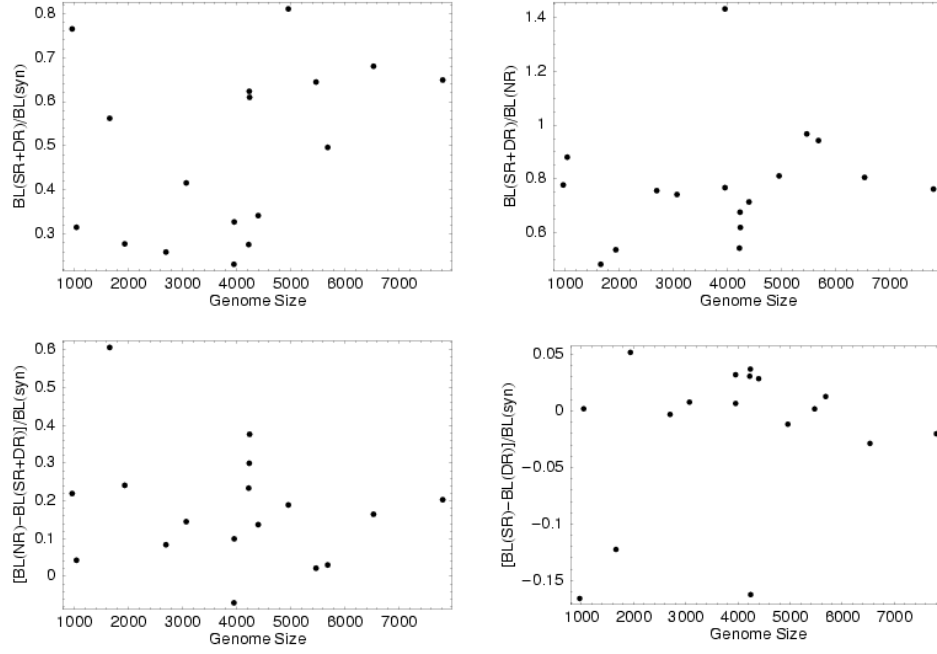 0.8
0.7
0.6
0.5
0.4
0.3
BL(SR+DR)/BL(syn)
1000 2000 3000 4000 5000 6000 7000
Genome Size
1.4
1.2
1
0.8
0.6
BL(SR+DR)/BL(NR)
1000 2000 3000 4000 5000 6000 7000
Genome Size
0.6
0.5
0.4
0.3
0.2
0.1
0
[BL(NR)−BL(SR+DR)]/BL(syn)
1000 2000 3000 4000 5000 6000 7000
Genome Size
0.05
0
−0.05
−0.1
−0.15
[BL(SR)−BL(DR)]/BL(syn)
1000 2000 3000 4000 5000 6000 7000
Genome Size